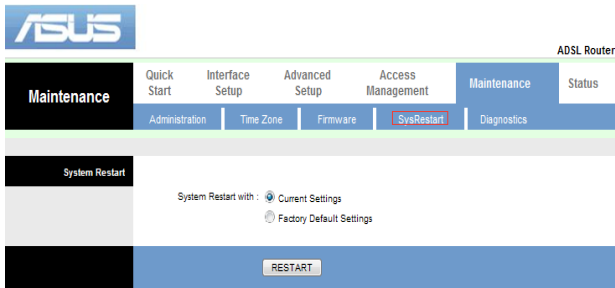 ASUS
ADSL Router
Maintenance
Quick Start
Interface Setup
Advanced Setup
Access Management
Maintenance
Status
Administration
Time Zone
Firmware
SysRestart
Diagnostics
System Restart
System Restart with :
Current Settings
Factory Default Settings
RESTART